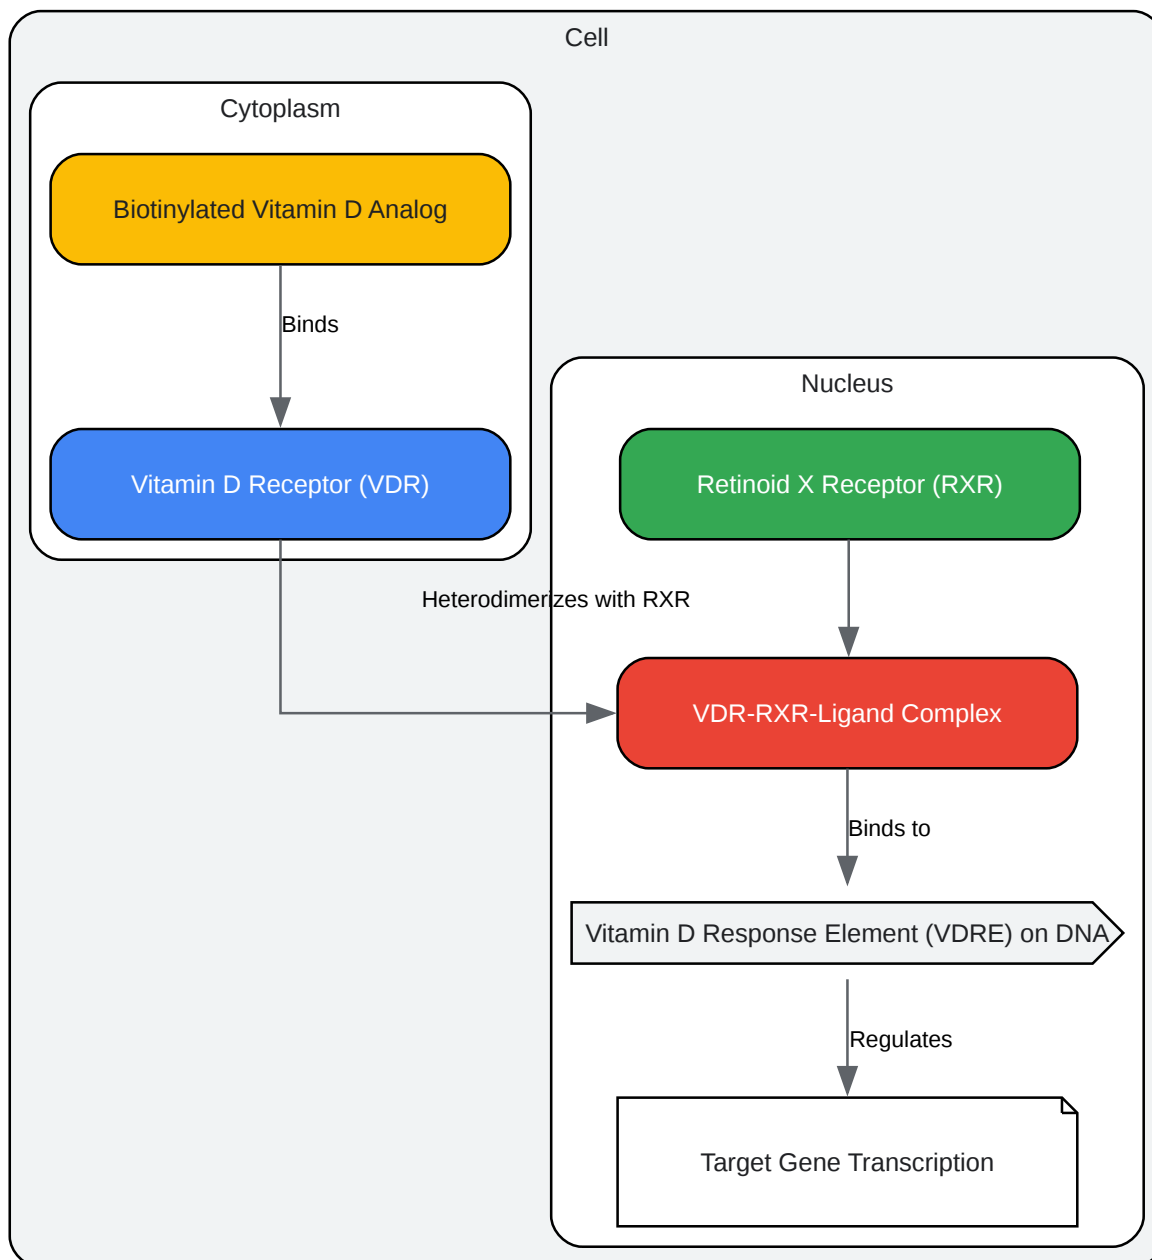 Cell
Cytoplasm
Biotinylated Vitamin D Analog
Binds
Vitamin D Receptor (VDR)
Nucleus
Retinoid X Receptor (RXR)
Heterodimerizes with RXR
VDR-RXR-Ligand Complex
Binds to
Vitamin D Response Element (VDRE) on DNA
Regulates
Target Gene Transcription